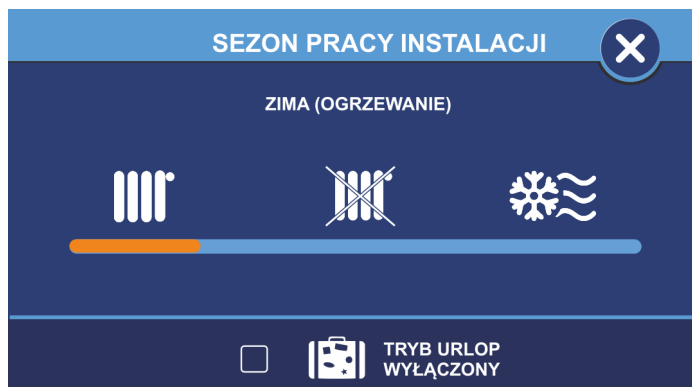 SEZON PRACY INSTALACJI
ZIMA (OGRZEWANIE)
TRYB URLOP
WYŁĄCZONY